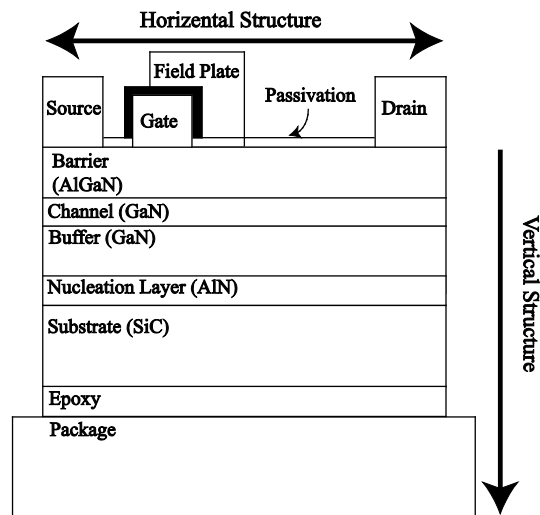 Horizental Structure
Field Plate
Source
Gate
Passivation
Drain
Barrier
(AlGaN)
Channel (GaN)
Buffer (GaN)
Nucleation Layer (AlN)
Substrate (SiC)
Epoxy
Package
Vertical Structure